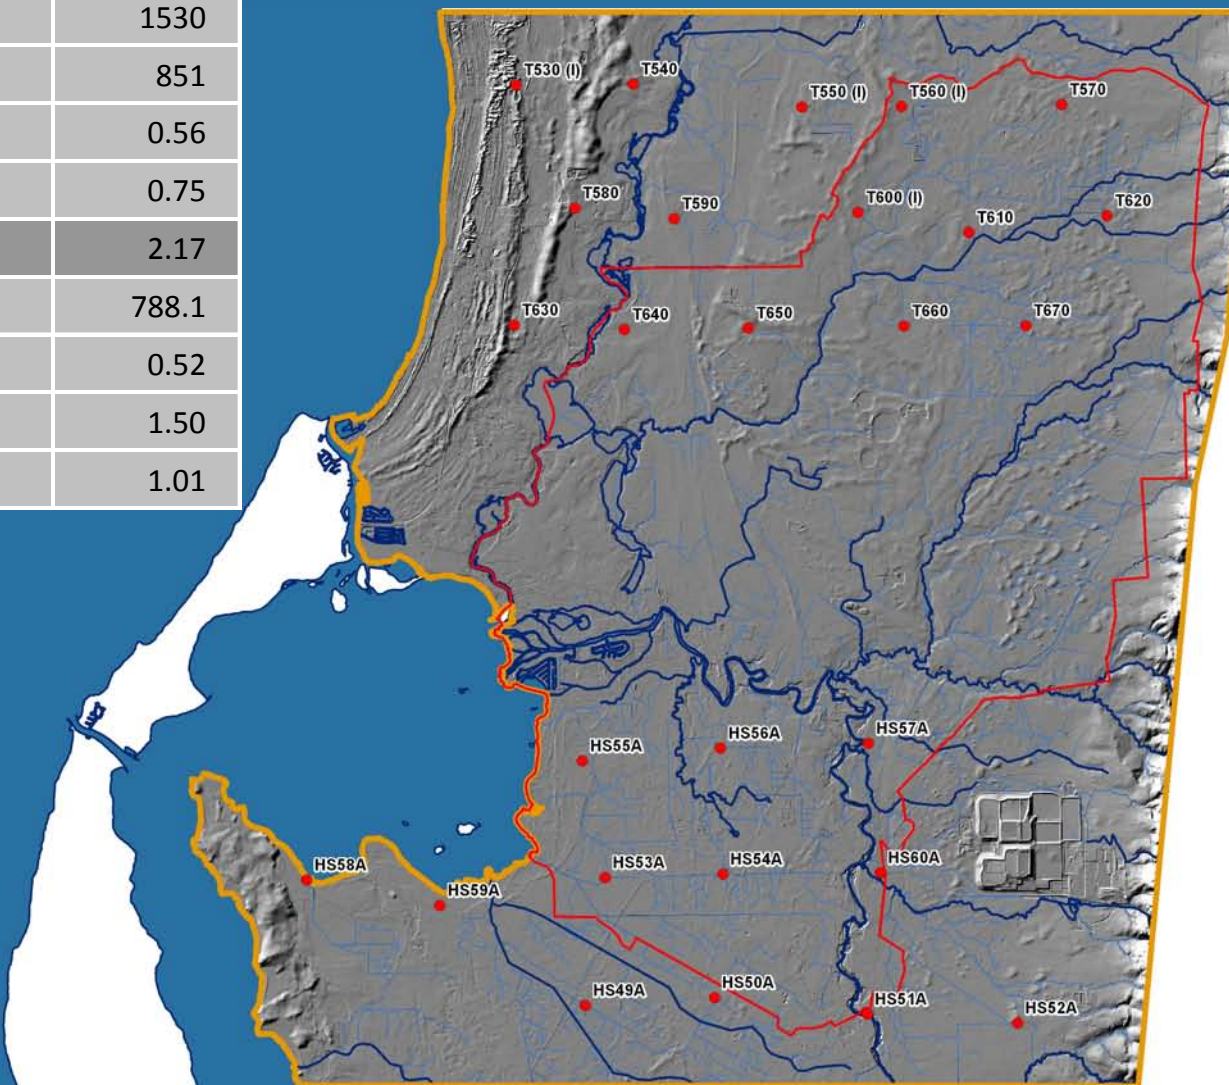 1530
851
0.56
0.75
2.17
788.1
0.52
1.50
1.01
T530 (I)
T540
T550 (I)
T560 (I)
T570
T580
T590
T600 (I)
T610
T620
T630
T640
T650
T660
T670
HS55A
HS56A
HS57A
HS58A
HS59A
HS53A
HS54A
HS60A
HS49A
HS50A
HS51A
HS52A